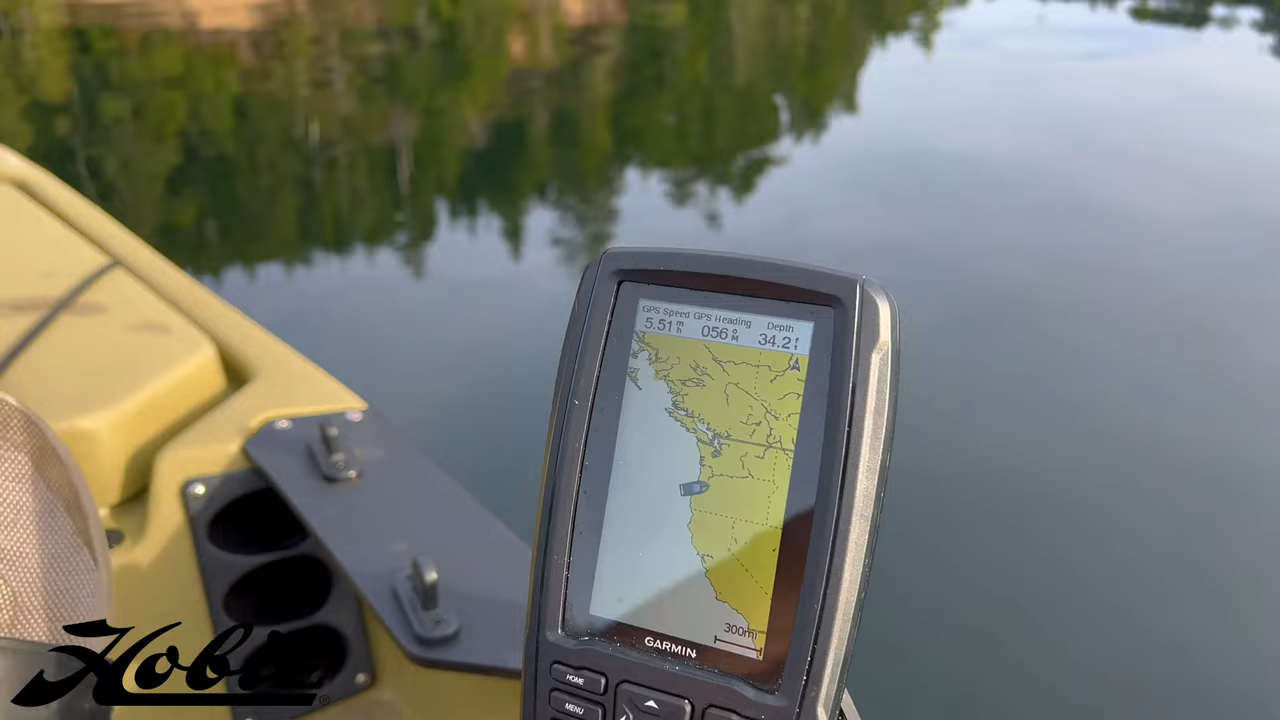 GPS Speed GPS Heading Depth
5.51 m/h 056 °M 34.2 ft
300mi
GARMIN
HOME
MENU
Hobie®